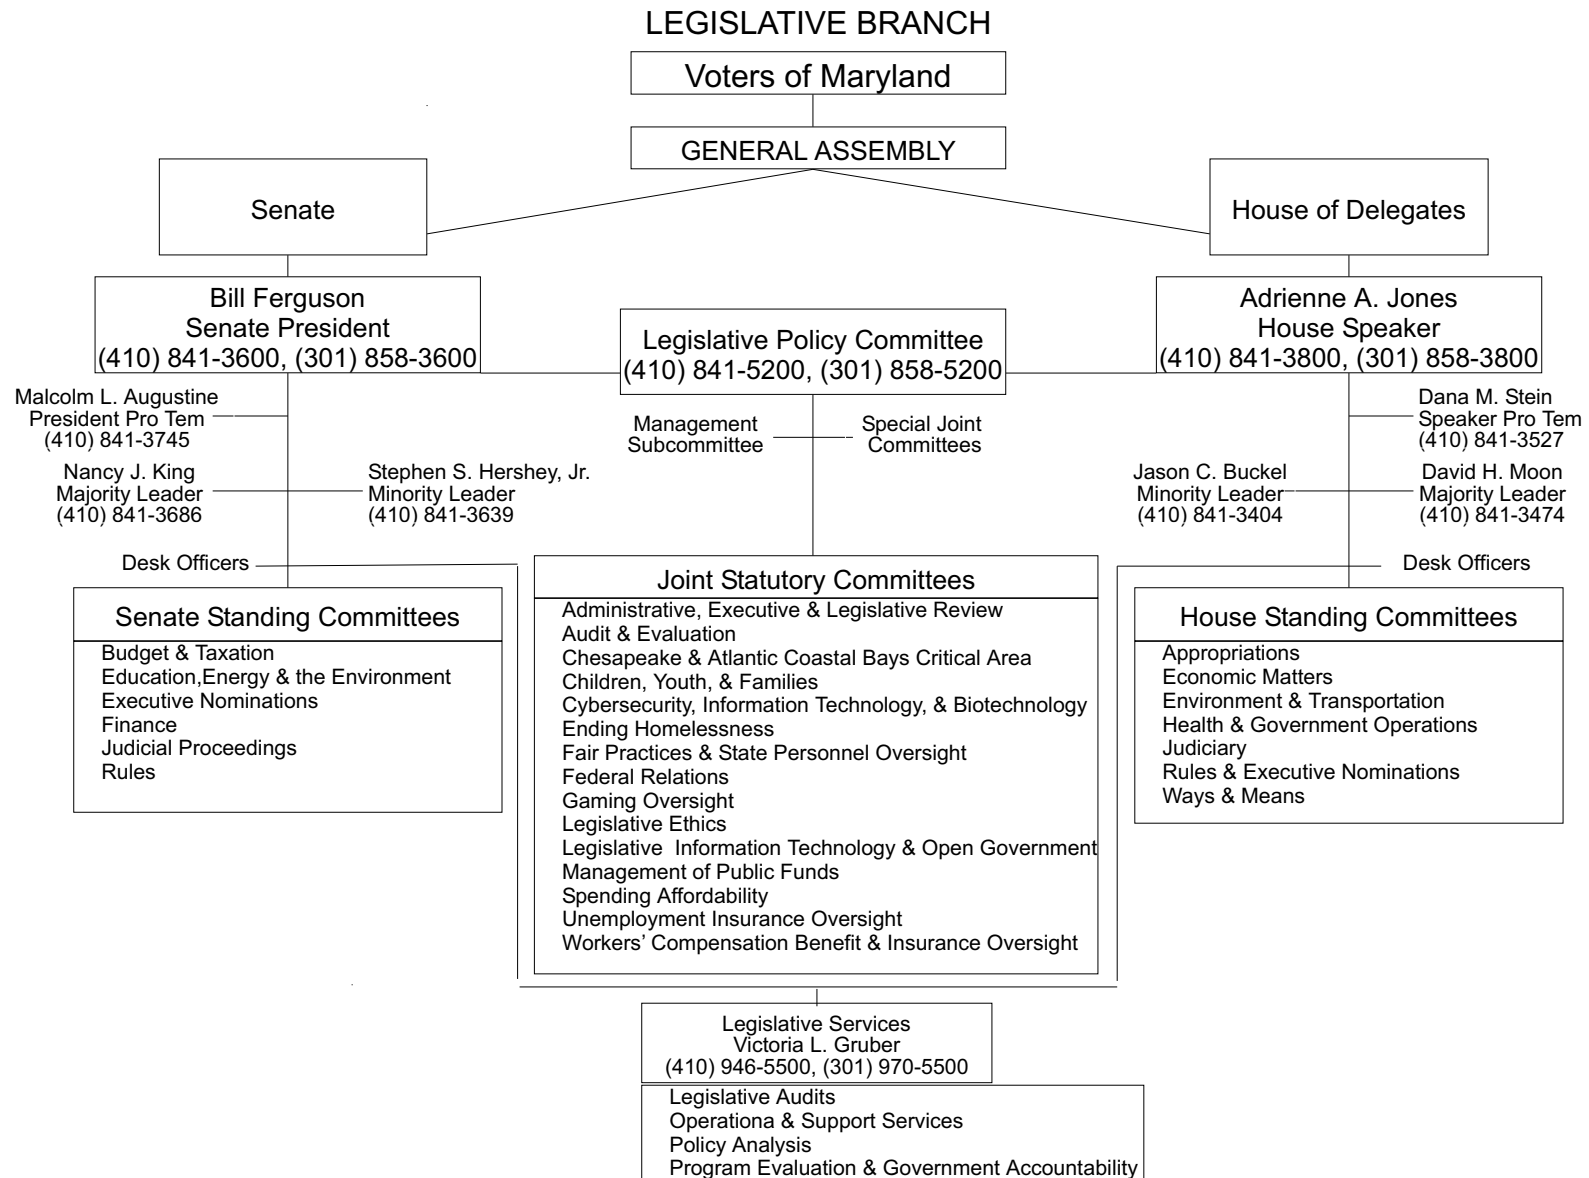 LEGISLATIVE BRANCH
Voters of Maryland
GENERAL ASSEMBLY
Senate
House of Delegates
Bill Ferguson
Senate President
(410) 841-3600, (301) 858-3600
Legislative Policy Committee
(410) 841-5200, (301) 858-5200
Adrienne A. Jones
House Speaker
(410) 841-3800, (301) 858-3800
Malcolm L. Augustine
President Pro Tem
(410) 841-3745
Nancy J. King
Majority Leader
(410) 841-3686
Stephen S. Hershey, Jr.
Minority Leader
(410) 841-3639
Management
Subcommittee
Special Joint
Committees
Dana M. Stein
Speaker Pro Tem
(410) 841-3527
Jason C. Buckel
Minority Leader
(410) 841-3404
David H. Moon
Majority Leader
(410) 841-3474
Desk Officers
Desk Officers
Senate Standing Committees
Budget & Taxation
Education,Energy & the Environment
Executive Nominations
Finance
Judicial Proceedings
Rules
Joint Statutory Committees
Administrative, Executive & Legislative Review
Audit & Evaluation
Chesapeake & Atlantic Coastal Bays Critical Area
Children, Youth, & Families
Cybersecurity, Information Technology, & Biotechnology
Ending Homelessness
Fair Practices & State Personnel Oversight
Federal Relations
Gaming Oversight
Legislative Ethics
Legislative  Information Technology & Open Government
Management of Public Funds
Spending Affordability
Unemployment Insurance Oversight
Workers’ Compensation Benefit & Insurance Oversight
House Standing Committees
Appropriations
Economic Matters
Environment & Transportation
Health & Government Operations
Judiciary
Rules & Executive Nominations
Ways & Means
Legislative Services
Victoria L. Gruber
(410) 946-5500, (301) 970-5500
Legislative Audits
Operationa & Support Services
Policy Analysis
Program Evaluation & Government Accountability